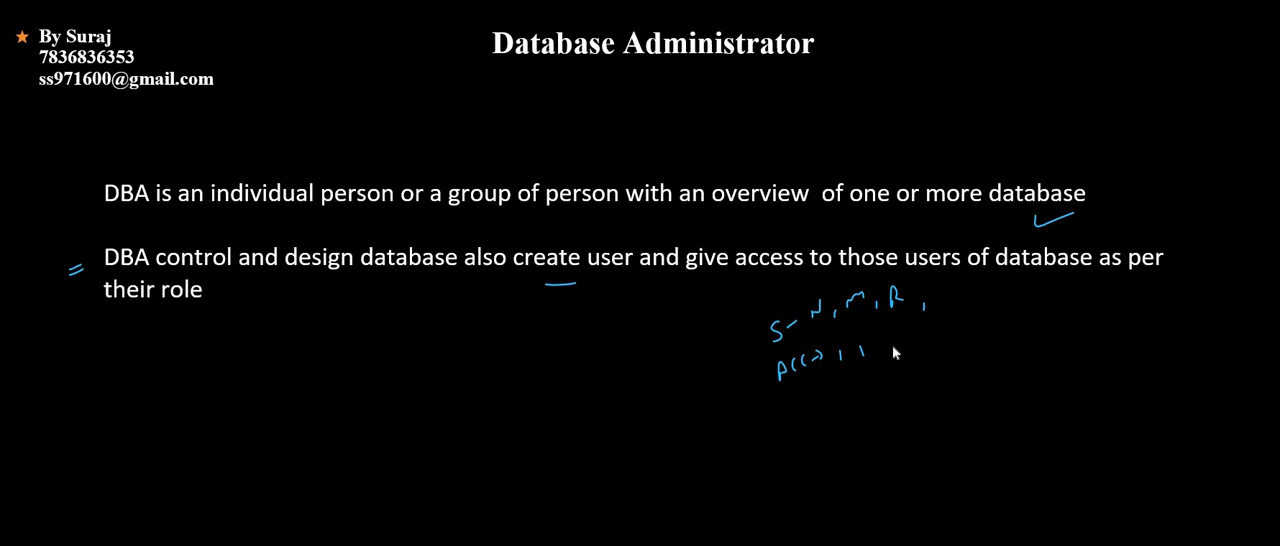 By Suraj
7836836353
ss971600@gmail.com
Database Administrator
DBA is an individual person or a group of person with an overview of one or more database
DBA control and design database also create user and give access to those users of database as per
their role
S- N, M, R,